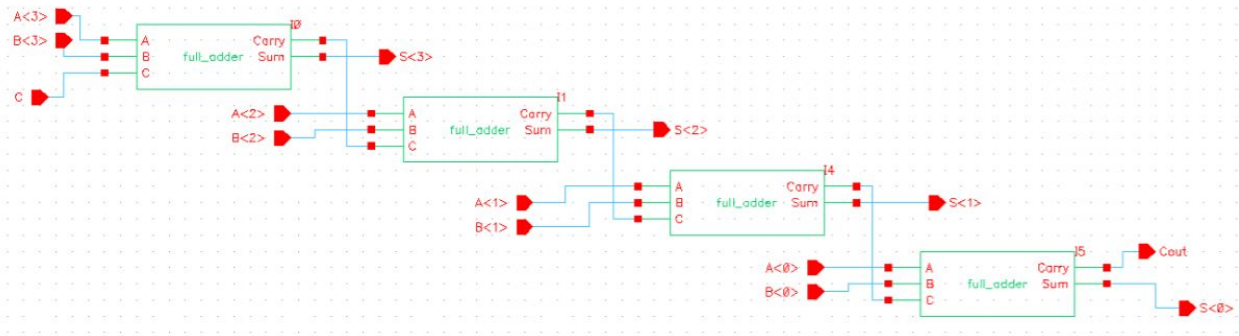 A<3>
I0
B<3>
A
Carry
B
full_adder
Sum
S<3>
C
C
I1
A<2>
A
Carry
B<2>
B
full_adder
Sum
S<2>
C
I4
A<1>
A
Carry
B
full_adder
Sum
S<1>
B<1>
C
I5
Cout
A<0>
A
Carry
B<0>
B
full_adder
Sum
C
S<0>